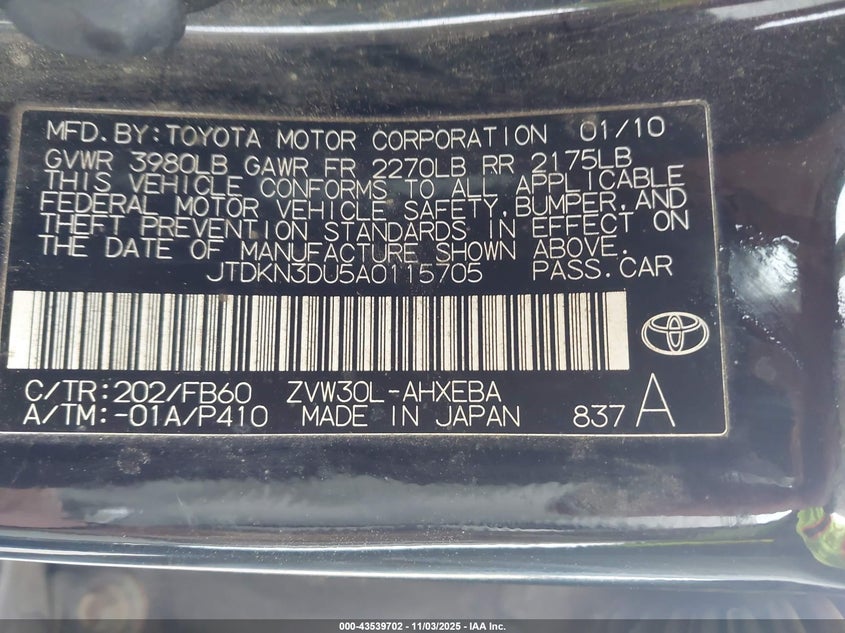 MFD.BY:TOYOTA MOTOR CORPORATION 01/10
GVWR 3980LB GAWR FR 2270LB RR 2175LB
THIS VEHICLE CONFORMS TO ALL APPLICABLE
FEDERAL MOTOR VEHICLE SAFETY,BUMPER,AND
THEFT PREVENTION STANDARDS IN EFFECT ON
THE DATE OF MANUFACTURE SHOWN ABOVE.
JTDKN3DU5A0115705 PASS.CAR
C/TR:202/FB60 ZVW30L-AHXEBA
A/TM:-01A/P410 MADE IN JAPAN 837 A
000-43539702 - 11/03/2025 - IAA Inc.